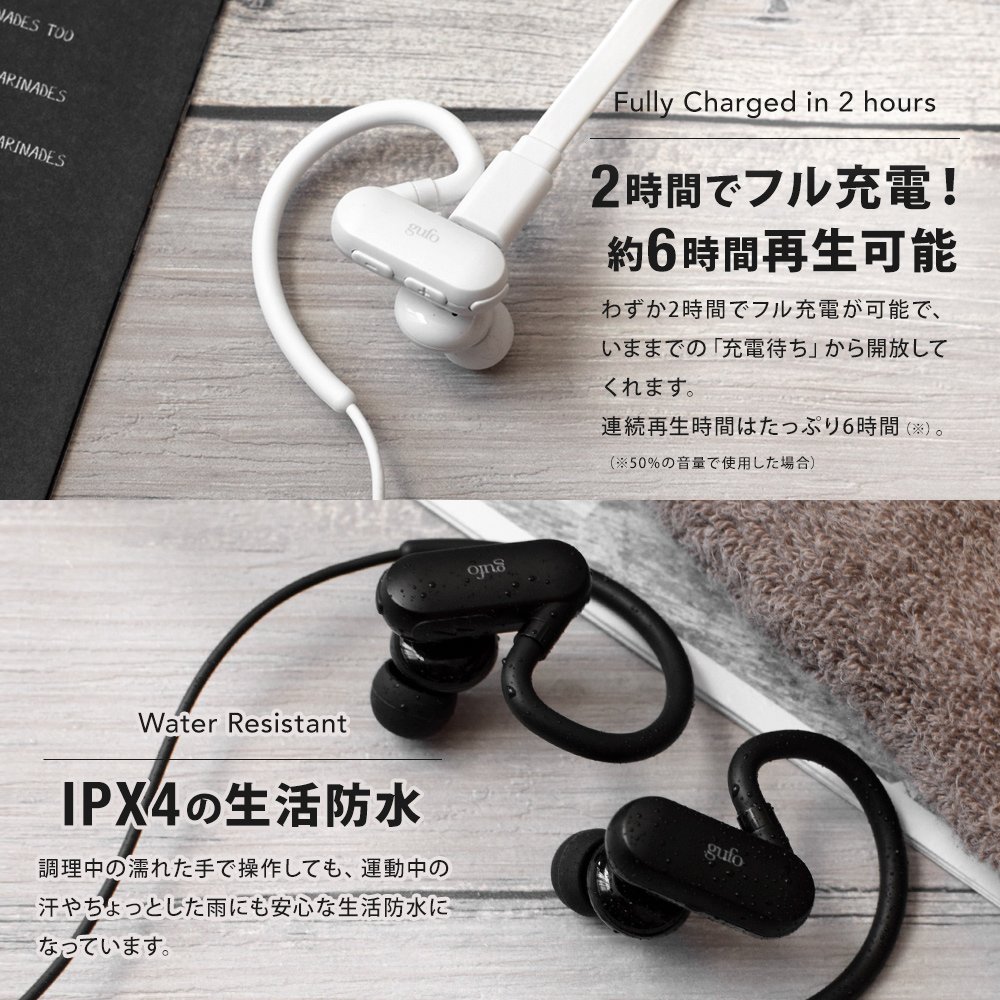 NADES TOO
ARINADES
ARINADES
gufo
Fully Charged in 2 hours
2時間でフル充電！
約6時間再生可能
わずか2時間でフル充電が可能で、
いままでの「充電待ち」から開放して
くれます。
連続再生時間はたっぷり6時間（※）。
（※50%の音量で使用した場合）
gufo
Water Resistant
IPX4の生活防水
調理中の濡れた手で操作しても、運動中の
汗やちょっとした雨にも安心な生活防水に
なっています。
gufo